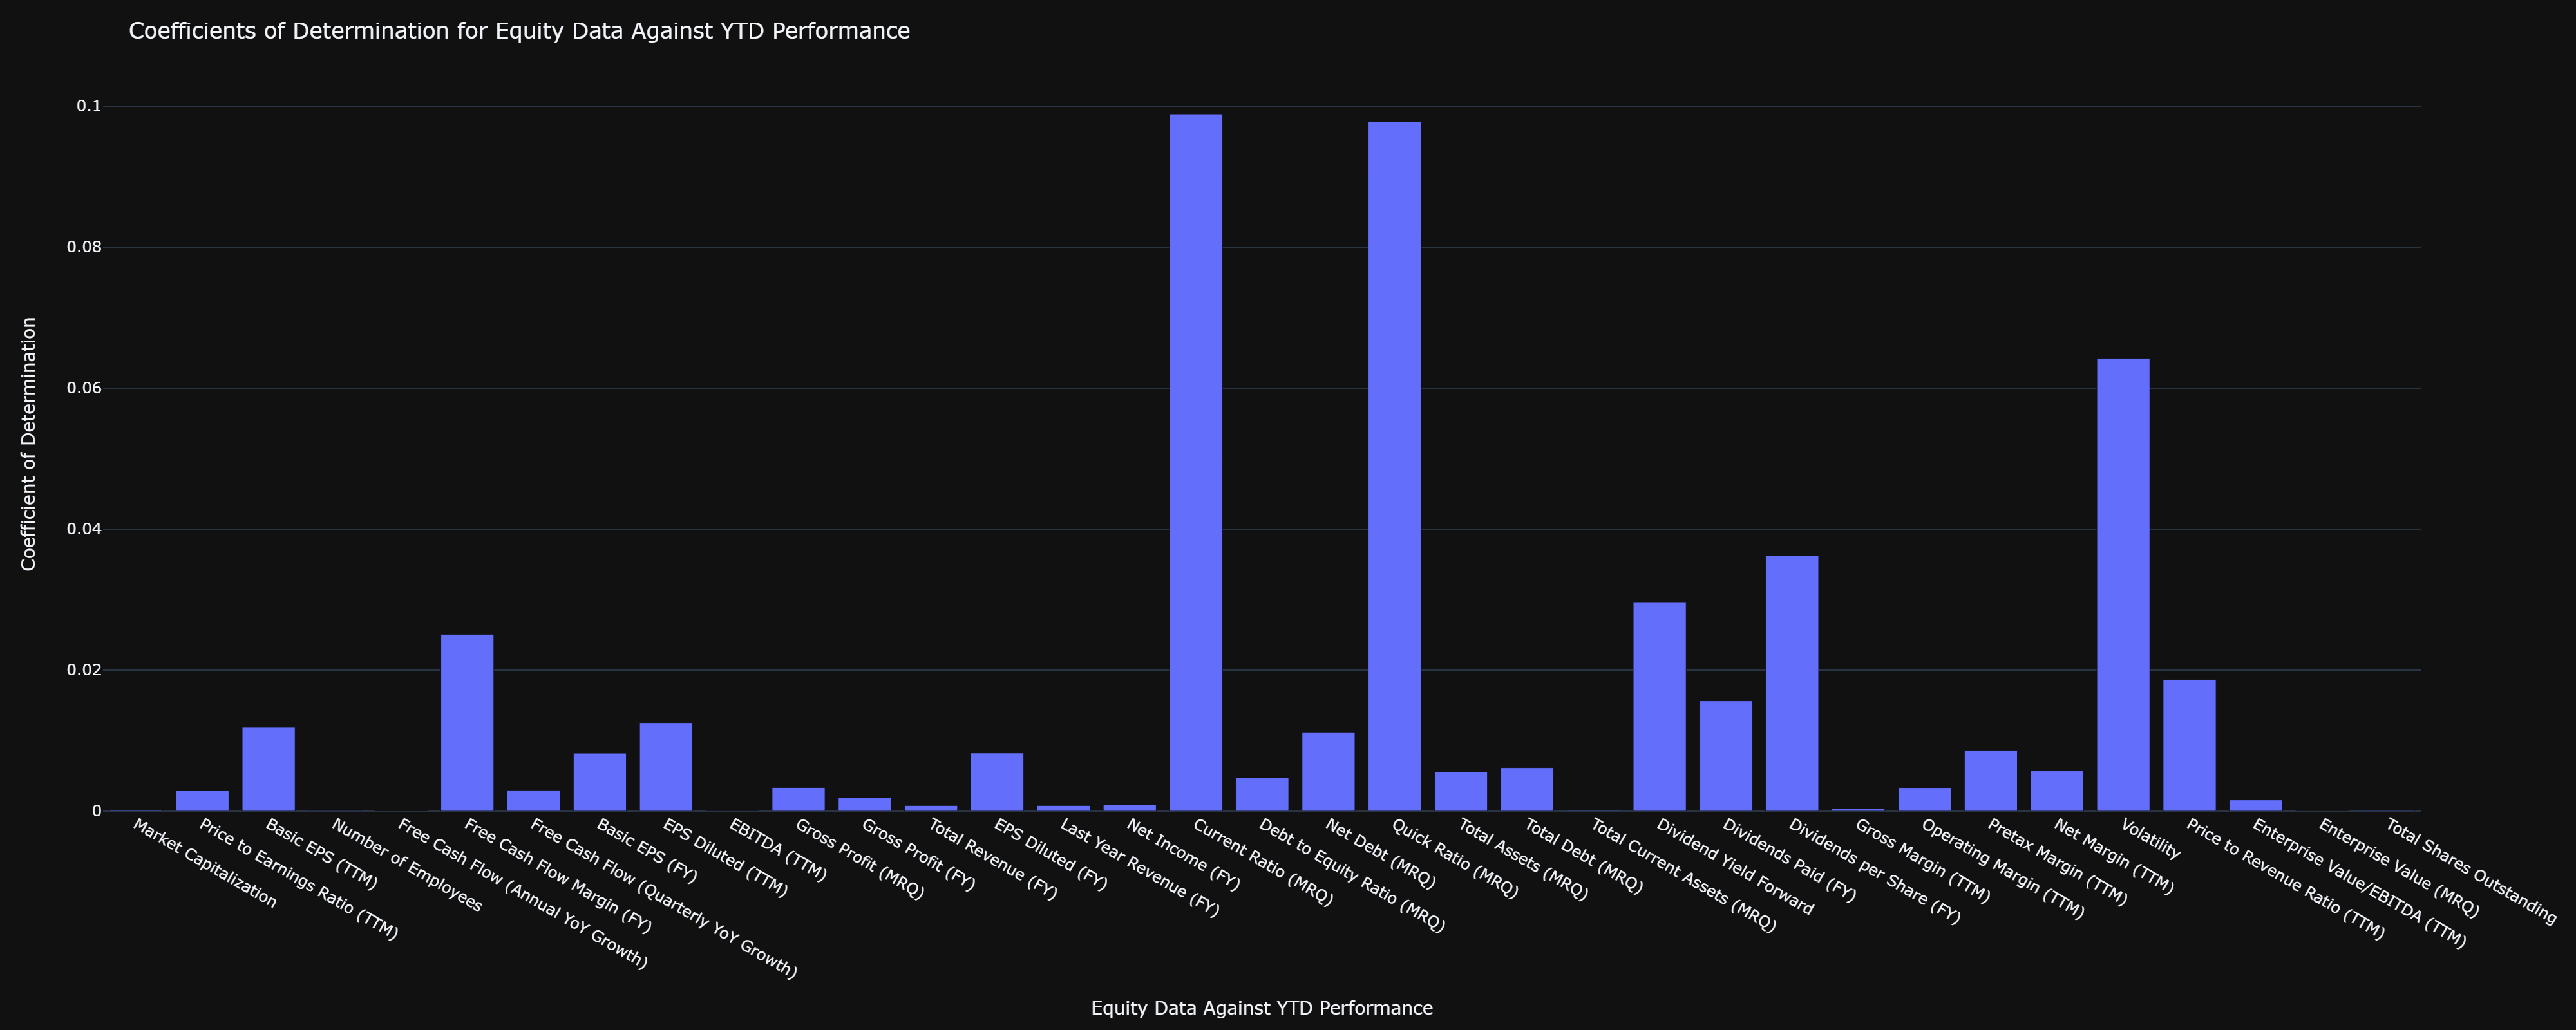 Coefficients of Determination for Equity Data Against YTD Performance
Coefficient of Determination
0.1
0.08
0.06
0.04
0.02
0
Market Capitalization
Price to Earnings Ratio (TTM)
Basic EPS (TTM)
Number of Employees
Free Cash Flow (Annual YoY Growth)
Free Cash Flow Margin (FY)
Free Cash Flow (Quarterly YoY Growth)
Basic EPS (FY)
EPS Diluted (TTM)
EBITDA (TTM)
Gross Profit (MRQ)
Gross Profit (FY)
Total Revenue (FY)
EPS Diluted (FY)
Last Year Revenue (FY)
Net Income (FY)
Current Ratio (MRQ)
Debt to Equity Ratio (MRQ)
Net Debt (MRQ)
Quick Ratio (MRQ)
Total Assets (MRQ)
Total Debt (MRQ)
Total Current Assets (MRQ)
Dividend Yield Forward
Dividends Paid (FY)
Dividends per Share (FY)
Gross Margin (TTM)
Operating Margin (TTM)
Pretax Margin (TTM)
Net Margin (TTM)
Volatility
Price to Revenue Ratio (TTM)
Enterprise Value/EBITDA (TTM)
Enterprise Value (MRQ)
Total Shares Outstanding
Equity Data Against YTD Performance